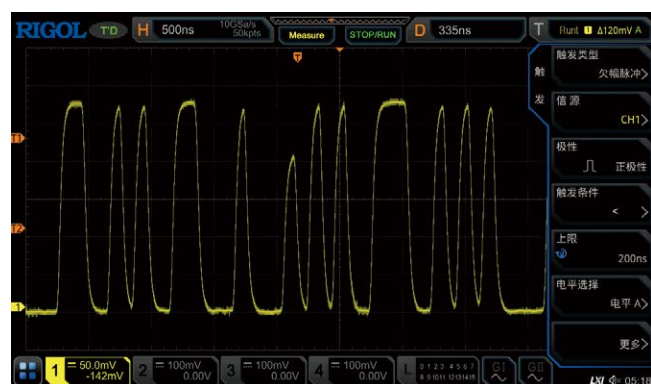 RIGOL T'D H 500ns 10GSa/s 50kpts Measure STOP/RUN D 335ns T Runt 1 Δ120mV A
T
触发
触发类型
欠幅脉冲>
信源
CH1>
极性
正极性
触发条件
< >
上限
200ns
电平选择
电平 A>
更多>
T1
T2
1
1 50.0mV -142mV 2 100mV 0.00V 3 100mV 0.00V 4 100mV 0.00V L 0 1 2 3 4 5 6 7 8 9 10 11 12 13 14 15 GI GII LXI 05:18